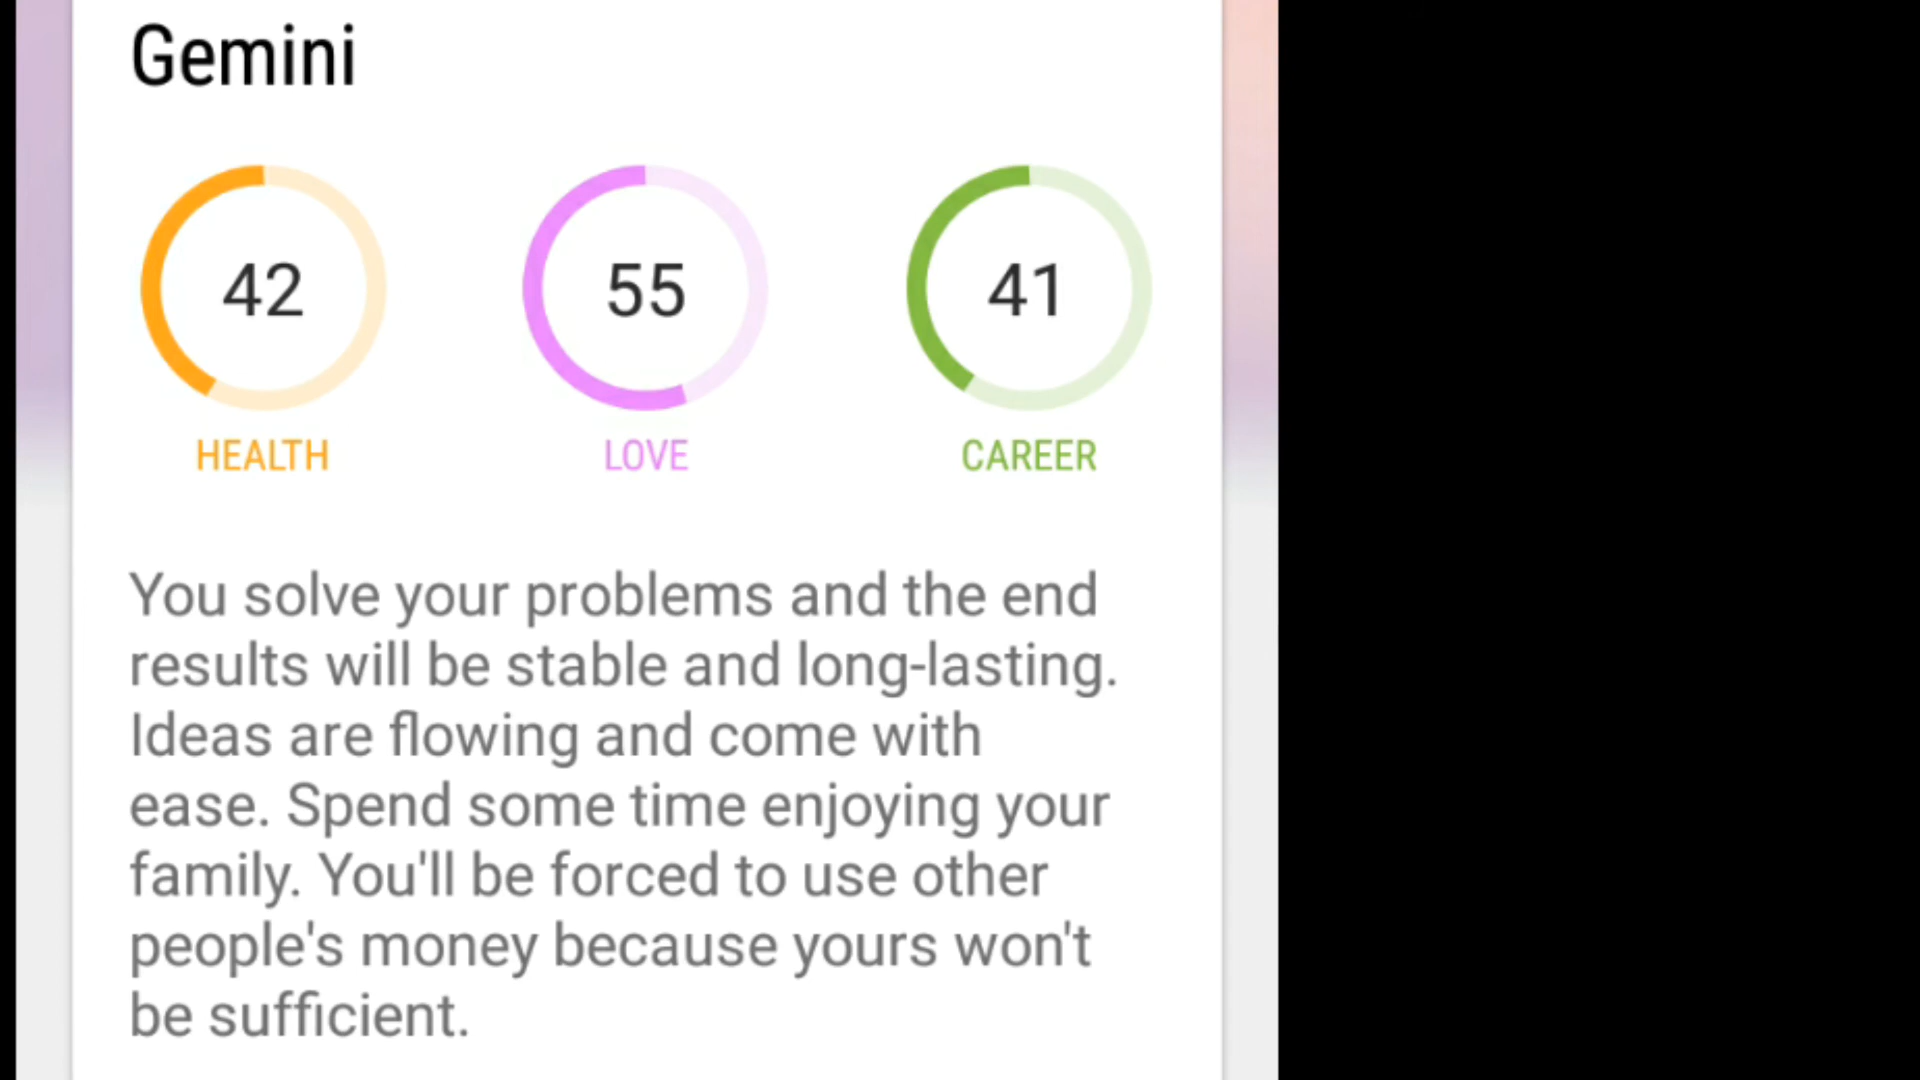 Gemini
42 55 41
HEALTH LOVE CAREER
You solve your problems and the end
results will be stable and long-lasting.
Ideas are flowing and come with
ease. Spend some time enjoying your
family. You'll be forced to use other
people's money because yours won't
be sufficient.